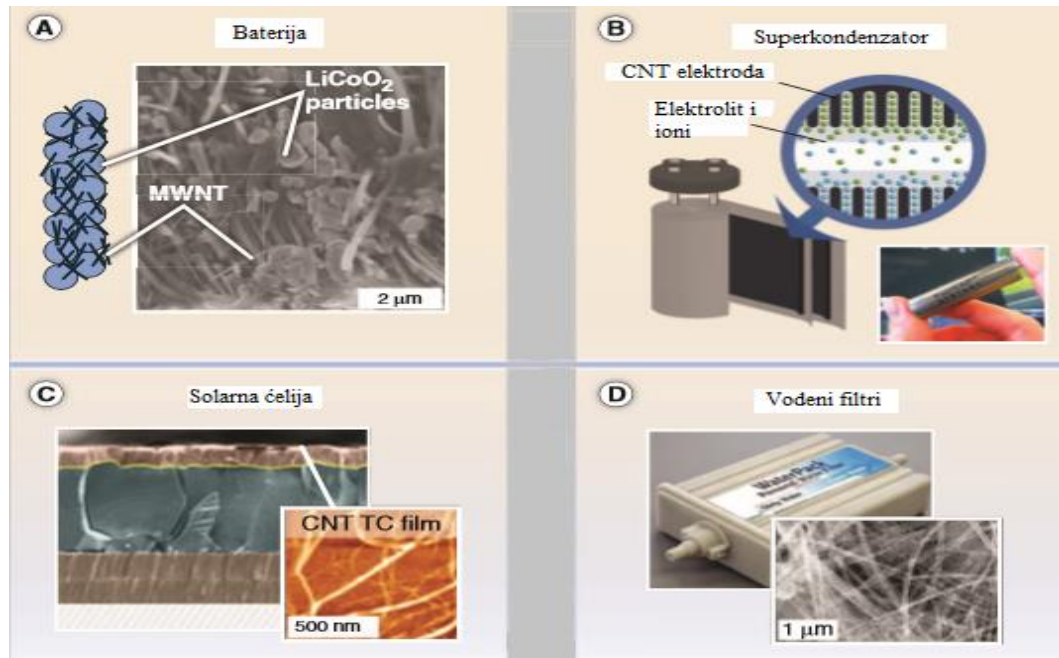 A
Baterija
LiCoO₂
particles
MWNT
2 µm
B
Superkondenzator
CNT elektroda
Elektrolit i
ioni
C
Solarna ćelija
CNT TC film
500 nm
D
Vodeni filtri
WaterPack
1 µm